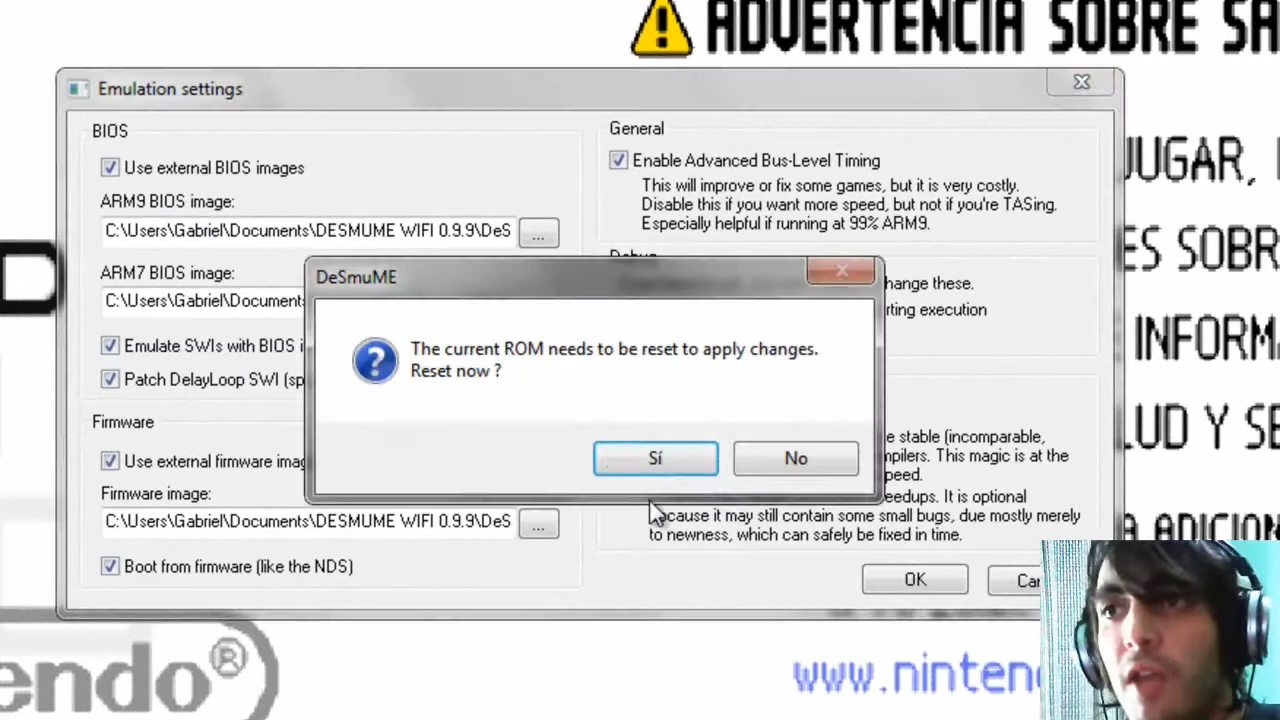 ADVERTENCIA SOBRE SA
Emulation settings
BIOS
Use external BIOS images
ARM9 BIOS image:
C:\Users\Gabriel\Documents\DESMUME WIFI 0.9.9\DeS
...
ARM7 BIOS image:
C:\Users\Gabriel\Documents
Emulate SWIs with BIOS i
Patch DelayLoop SWI (sp
Firmware
Use external firmware imag
Firmware image:
C:\Users\Gabriel\Documents\DESMUME WIFI 0.9.9\DeS
...
Boot from firmware (like the NDS)
General
Enable Advanced Bus-Level Timing
This will improve or fix some games, but it is very costly.
Disable this if you want more speed, but not if you're TASing.
Especially helpful if running at 99% ARM9.
hange these.
rting execution
e stable (incomparable,
mpilers. This magic is at the
peed.
eedups. It is optional
because it may still contain some small bugs, due mostly merely
to newness, which can safely be fixed in time.
OK
Can
DeSmuME
The current ROM needs to be reset to apply changes.
Reset now ?
Sí
No
JUGAR,
ES SOB
INFORM
LUD Y SE
A ADICION
endo®
www.ninten